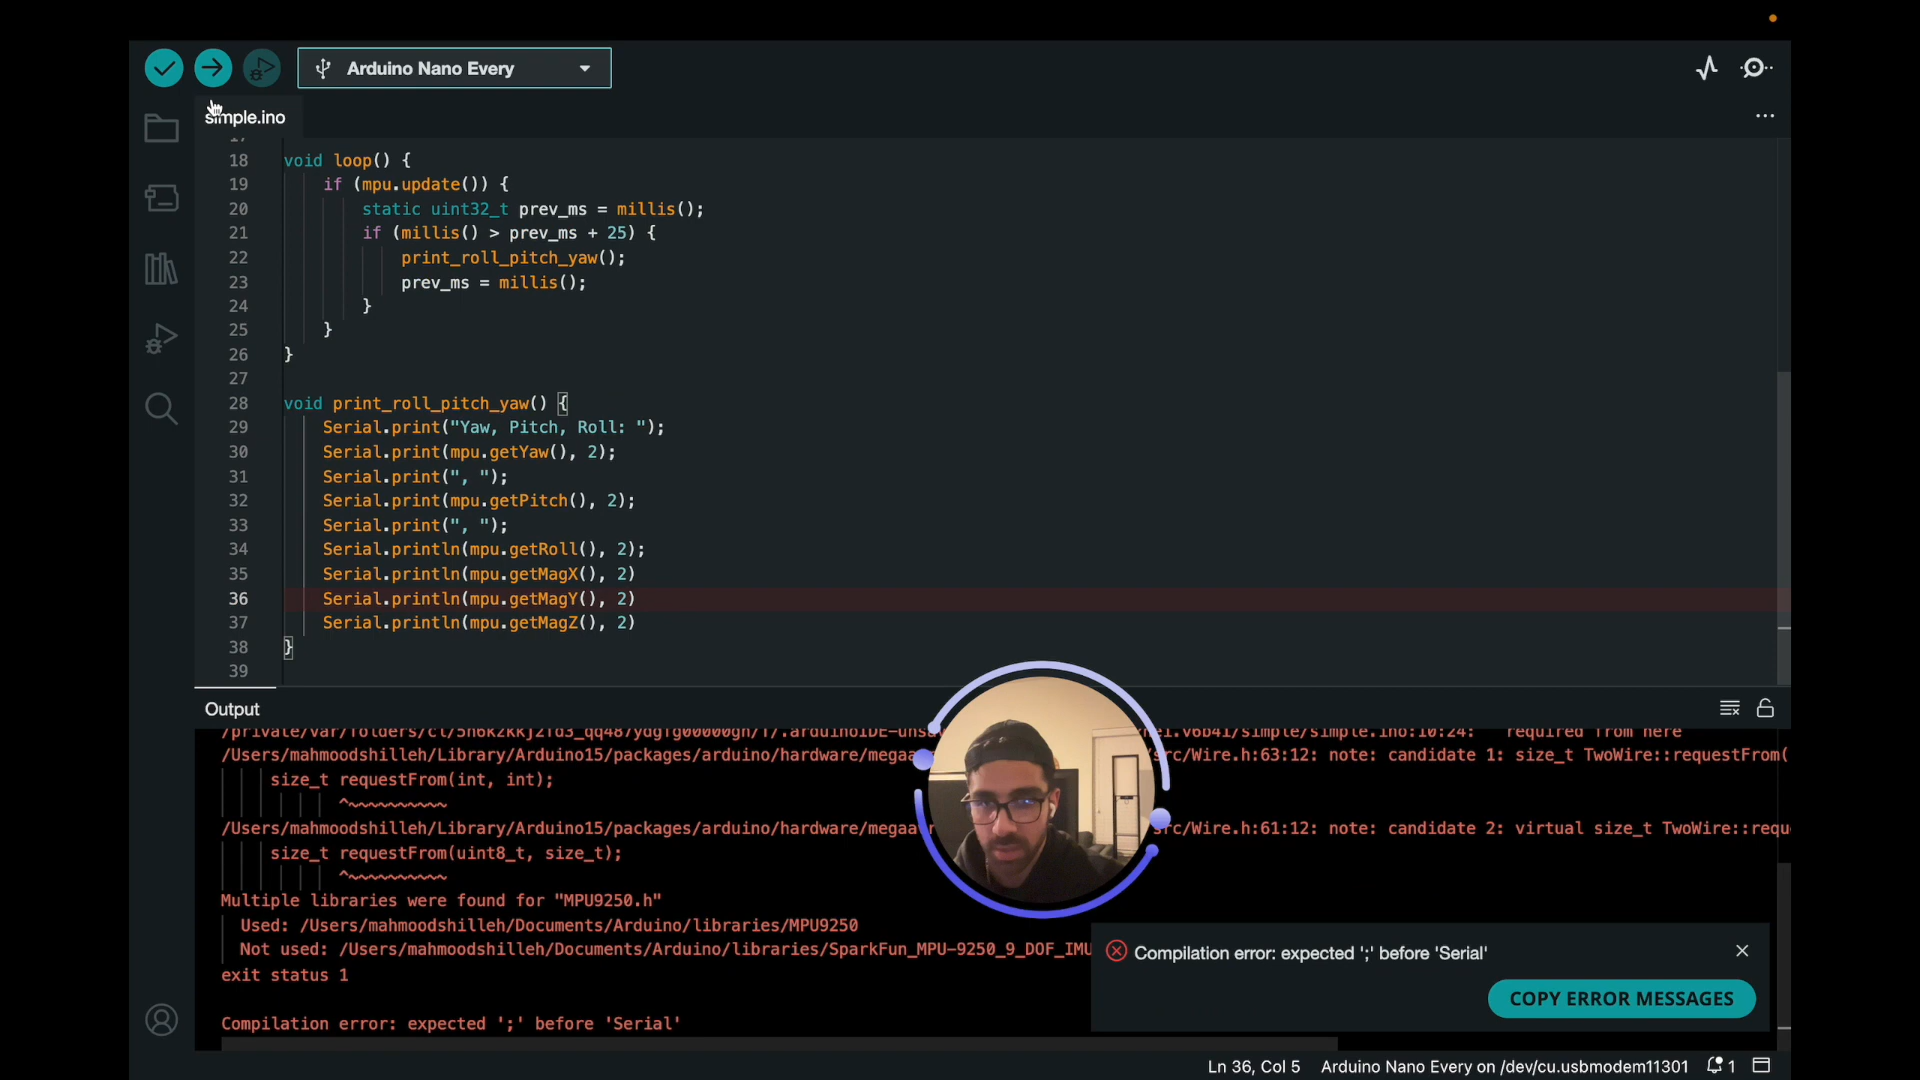 Arduino Nano Every
simple.ino
18 void loop() {
19 if (mpu.update()) {
20 static uint32_t prev_ms = millis();
21 if (millis() > prev_ms + 25) {
22 print_roll_pitch_yaw();
23 prev_ms = millis();
24 }
25 }
26 }
27
28 void print_roll_pitch_yaw() {
29 Serial.print("Yaw, Pitch, Roll: ");
30 Serial.print(mpu.getYaw(), 2);
31 Serial.print(", ");
32 Serial.print(mpu.getPitch(), 2);
33 Serial.print(", ");
34 Serial.println(mpu.getRoll(), 2);
35 Serial.println(mpu.getMagX(), 2)
36 Serial.println(mpu.getMagY(), 2)
37 Serial.println(mpu.getMagZ(), 2)
38 }
39
Output
required from here
/Users/mahmoodshilleh/Library/Arduino15/packages/arduino/hardware/megaa rc/Wire.h:63:12: note: candidate 1: size_t TwoWire::requestFrom(
size_t requestFrom(int, int);
^~~~~~~~~~~
/Users/mahmoodshilleh/Library/Arduino15/packages/arduino/hardware/megaa rc/Wire.h:61:12: note: candidate 2: virtual size_t TwoWire::requ
size_t requestFrom(uint8_t, size_t);
^~~~~~~~~~~
Multiple libraries were found for "MPU9250.h"
Used: /Users/mahmoodshilleh/Documents/Arduino/libraries/MPU9250
Not used: /Users/mahmoodshilleh/Documents/Arduino/libraries/SparkFun_MPU-9250_9_DOF_IMU
exit status 1
Compilation error: expected ';' before 'Serial'
Compilation error: expected ';' before 'Serial'
COPY ERROR MESSAGES
Ln 36, Col 5 Arduino Nano Every on /dev/cu.usbmodem11301 1